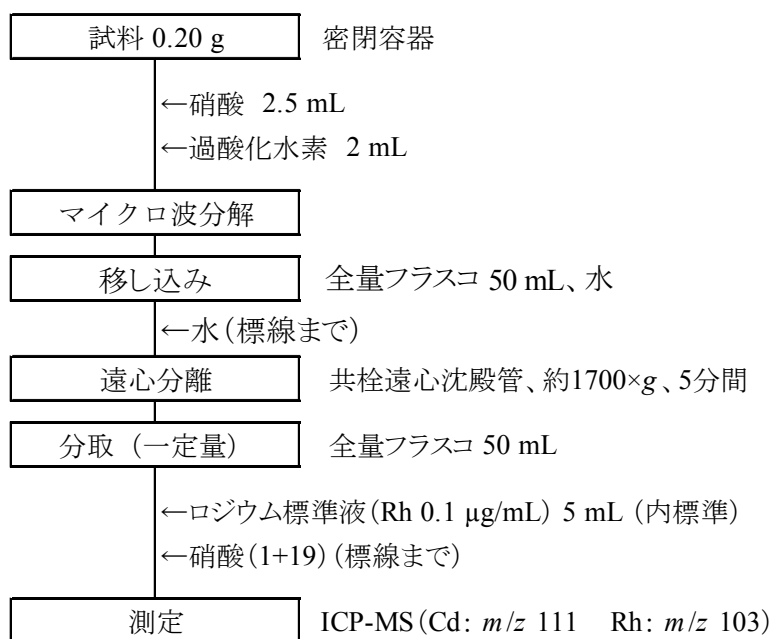 試料 0.20 g 密閉容器
←硝酸 2.5 mL
←過酸化水素 2 mL
マイクロ波分解
移し込み 全量フラスコ 50 mL、水
←水(標線まで)
遠心分離 共栓遠心沈殿管、約1700×g、5分間
分取 (一定量) 全量フラスコ 50 mL
←ロジウム標準液(Rh 0.1 µg/mL) 5 mL (内標準)
←硝酸(1+19)(標線まで)
測定 ICP-MS(Cd: m/z 111 Rh: m/z 103)